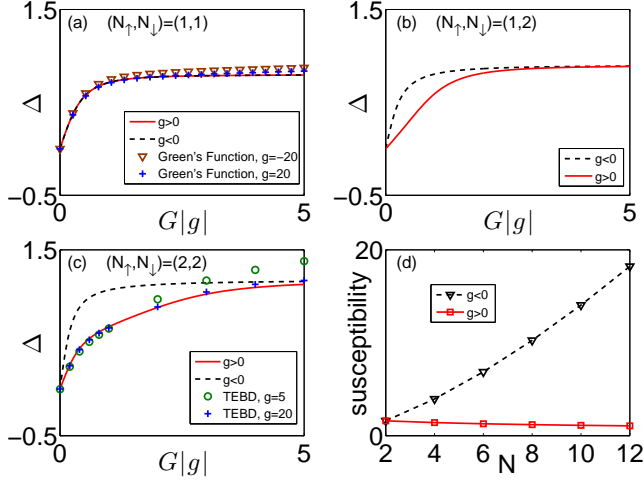 (a) (N↑,N↓)=(1,1)
1.5
Δ
-0.5
g>0
g<0
Green's Function, g=-20
Green's Function, g=20
0
5
G|g|
(b) (N↑,N↓)=(1,2)
1.5
Δ
-0.5
g<0
g>0
0
5
G|g|
(c) (N↑,N↓)=(2,2)
1.5
Δ
-0.5
g>0
g<0
TEBD, g=5
TEBD, g=20
0
5
G|g|
(d)
20
susceptibility
0
g<0
g>0
2 4 6 8 10 12
N